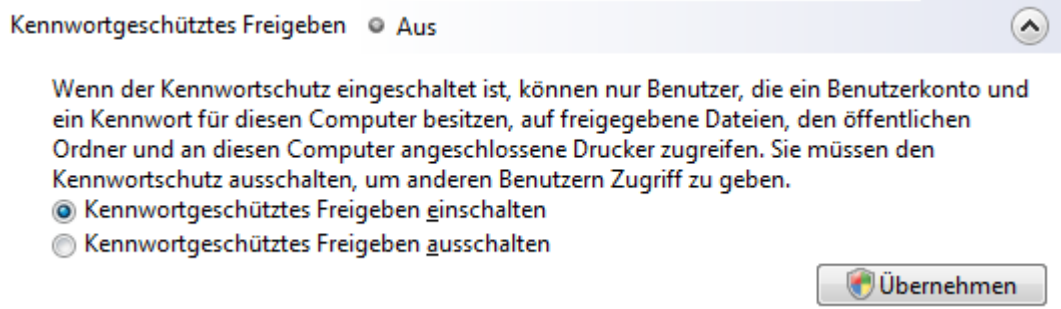 Kennwortgeschütztes Freigeben Aus
Wenn der Kennwortschutz eingeschaltet ist, können nur Benutzer, die ein Benutzerkonto und
ein Kennwort für diesen Computer besitzen, auf freigegebene Dateien, den öffentlichen
Ordner und an diesen Computer angeschlossene Drucker zugreifen. Sie müssen den
Kennwortschutz ausschalten, um anderen Benutzern Zugriff zu geben.
Kennwortgeschütztes Freigeben einschalten
Kennwortgeschütztes Freigeben ausschalten
Übernehmen